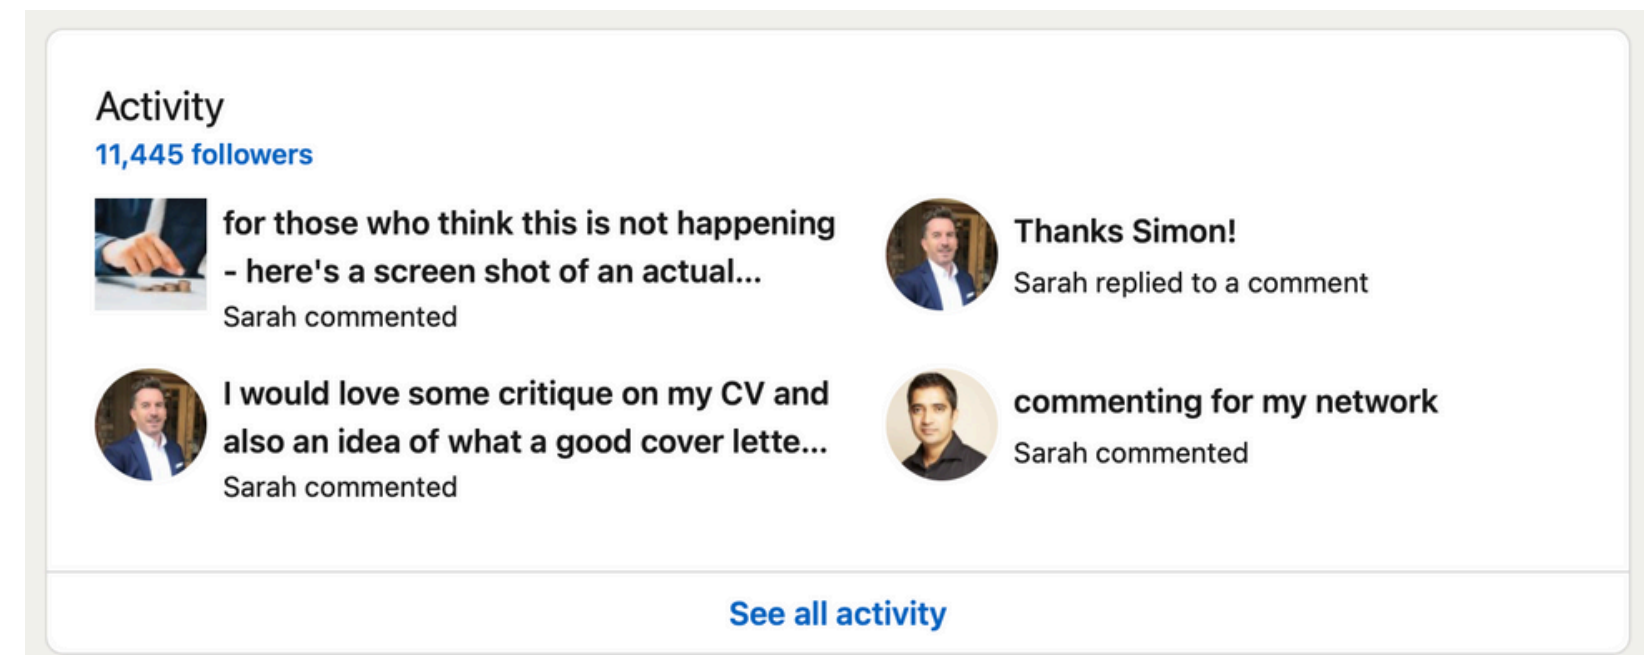 Activity
11,445 followers
for those who think this is not happening
- here's a screen shot of an actual...
Sarah commented
Thanks Simon!
Sarah replied to a comment
I would love some critique on my CV and
also an idea of what a good cover lette...
Sarah commented
commenting for my network
Sarah commented
See all activity